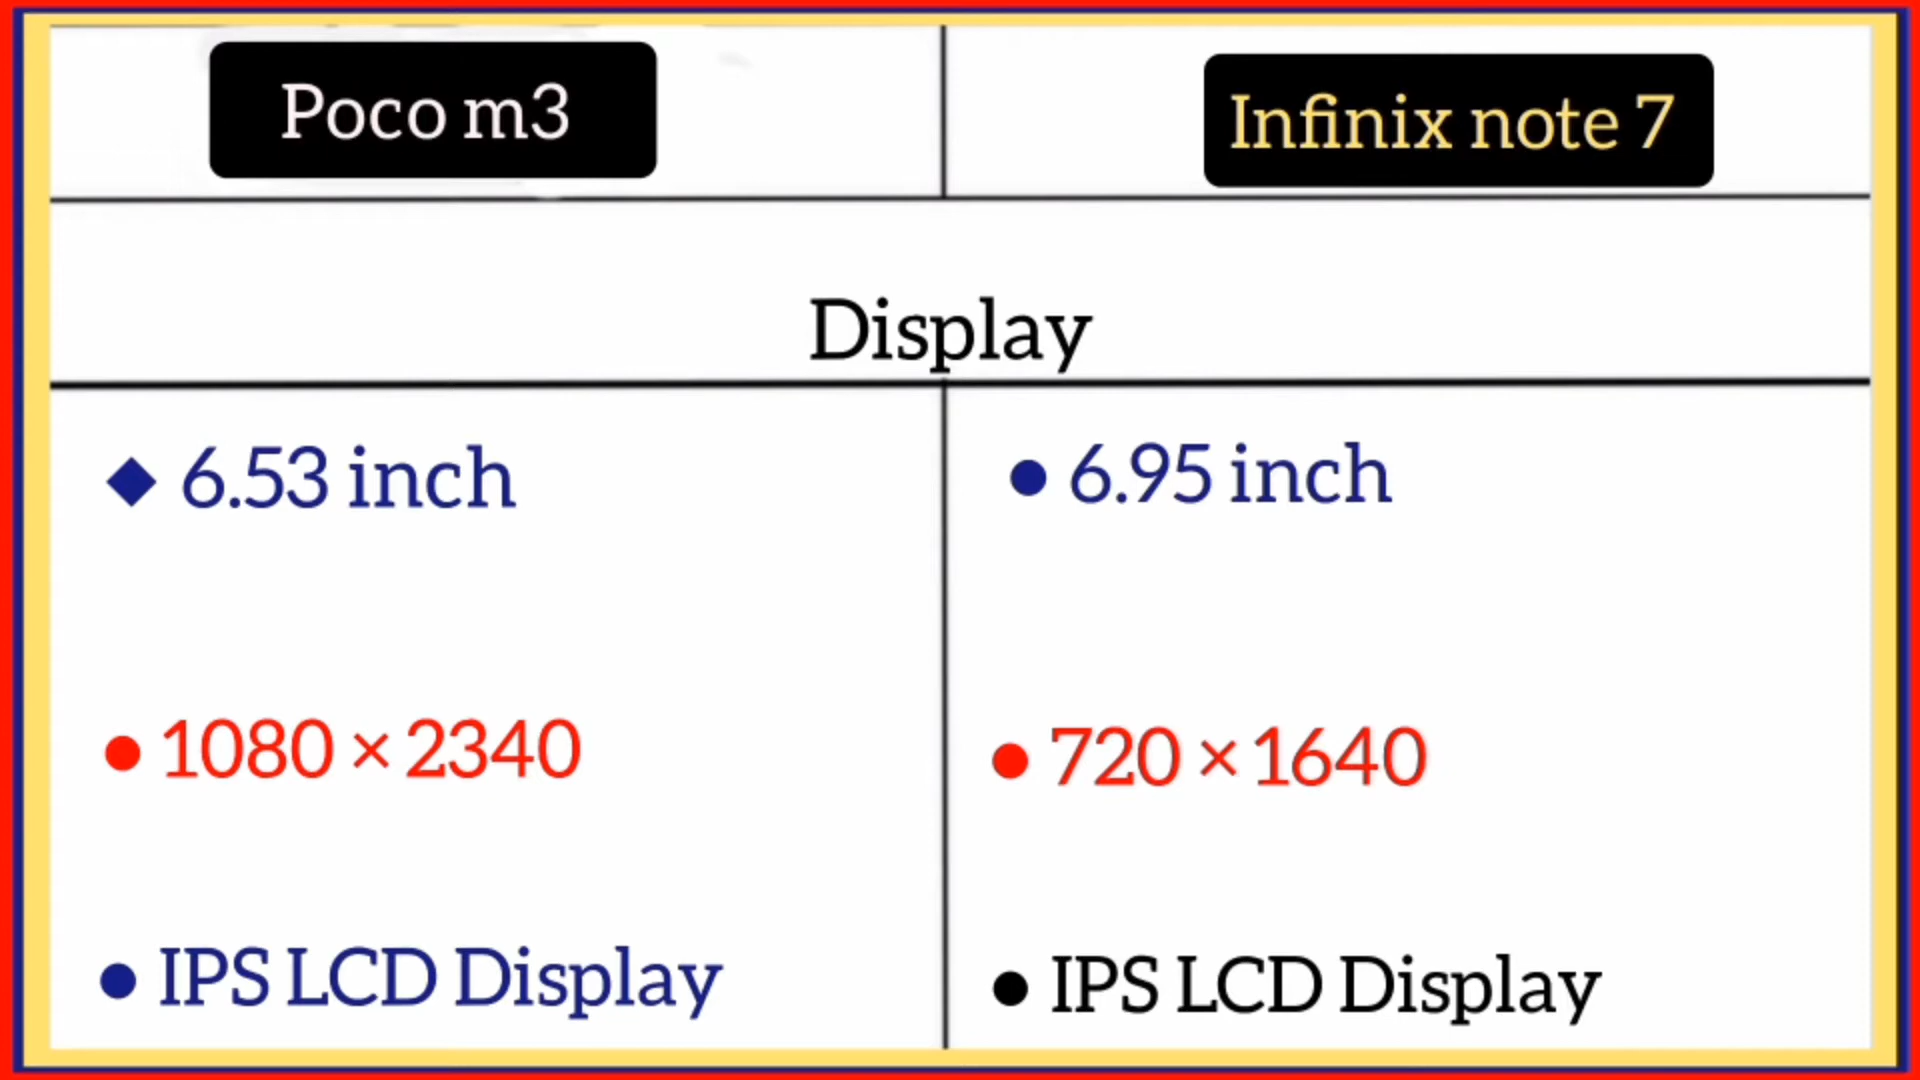 Poco m3
Infinix note 7
Display
◆ 6.53 inch
● 6.95 inch
● 1080 × 2340
● 720 × 1640
● IPS LCD Display
● IPS LCD Display